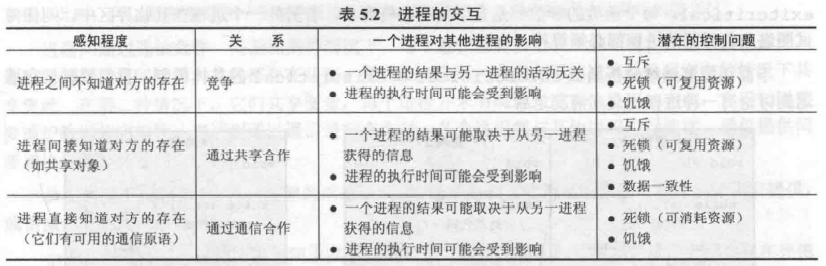 表 5.2 进程的交互
感知程度 关 系 一个进程对其他进程的影响 潜在的控制问题
进程之间不知道对方的存在 竞争
● 一个进程的结果与另一进程的活动无关
● 进程的执行时间可能会受到影响
● 互斥
● 死锁（可复用资源）
● 饥饿
进程间接知道对方的存在
（如共享对象）
通过共享合作
● 一个进程的结果可能取决于从另一进程
获得的信息
● 进程的执行时间可能会受到影响
● 互斥
● 死锁（可复用资源）
● 饥饿
● 数据一致性
进程直接知道对方的存在
（它们有可用的通信原语）
通过通信合作
● 一个进程的结果可能取决于从另一进程
获得的信息
● 进程的执行时间可能会受到影响
● 死锁（可消耗资源）
● 饥饿